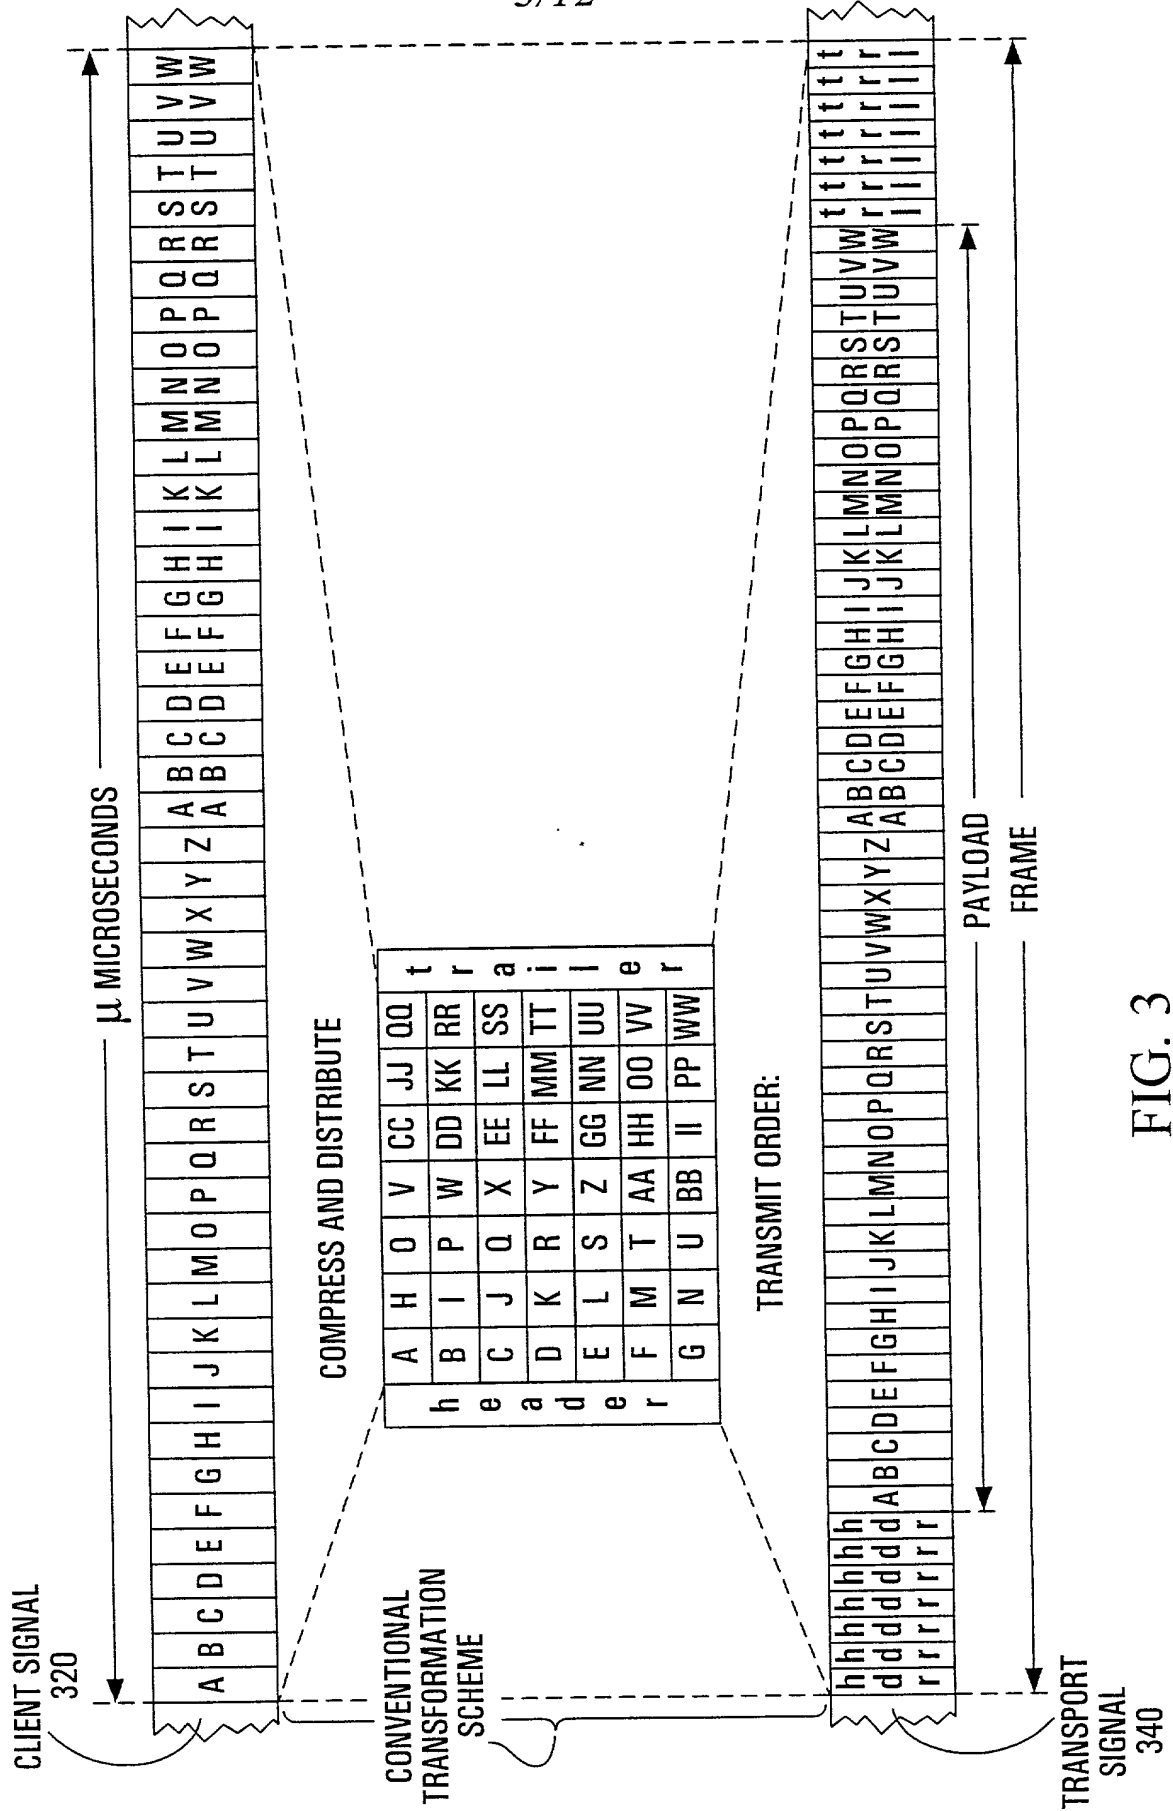 μ MICROSECONDS
CLIENT SIGNAL
320
A B C D E F G H I J K L M O P Q R S T U V W X Y Z A B C D E F G H I K L M N O P Q R S T U V W
A B C D E F G H I K L M N O P Q R S T U V W
COMPRESS AND DISTRIBUTE
CONVENTIONAL
TRANSFORMATION
SCHEME
header
A H O V CC JJ QQ
B I P W DD KK RR
C J Q X EE LL SS
D K R Y FF MM TT
E L S Z GG NN UU
F M T AA HH OO VV
G N U BB II PP WW
trailer
TRANSMIT ORDER:
h h h h h h h t t t t t t t
d d d d d d d A B C D E F G H I J K L M N O P Q R S T U V W X Y Z A B C D E F G H I J K L M N O P Q R S T U V W r r r r r r r
r r r r r r r A B C D E F G H I J K L M N O P Q R S T U V W l l l l l l l
TRANSPORT
SIGNAL
340
PAYLOAD
FRAME
FIG. 3